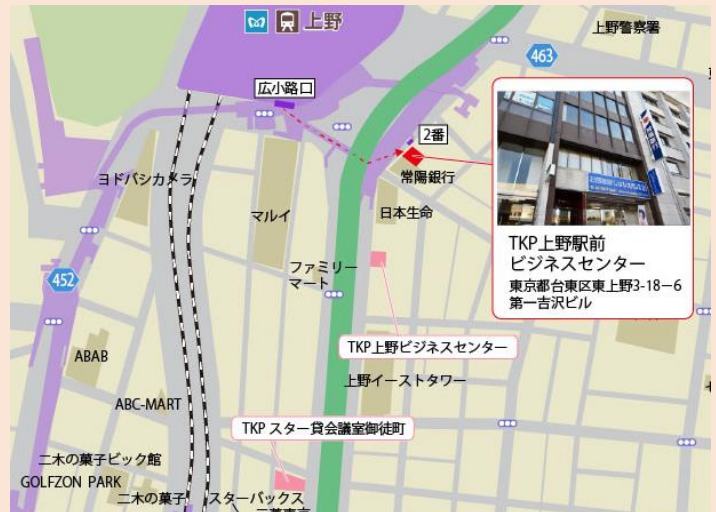 上野
上野警察署
463
広小路口
2番
常陽銀行
ヨドバシカメラ
マルイ
日本生命
ファミリー
マート
452
TKP上野駅前
ビジネスセンター
東京都台東区東上野3-18－6
第一吉沢ビル
TKP上野ビジネスセンター
ABAB
上野イーストタワー
ABC-MART
TKP スター貸会議室御徒町
二木の菓子ビック館
GOLFZON PARK
二木の菓子
スターバックス